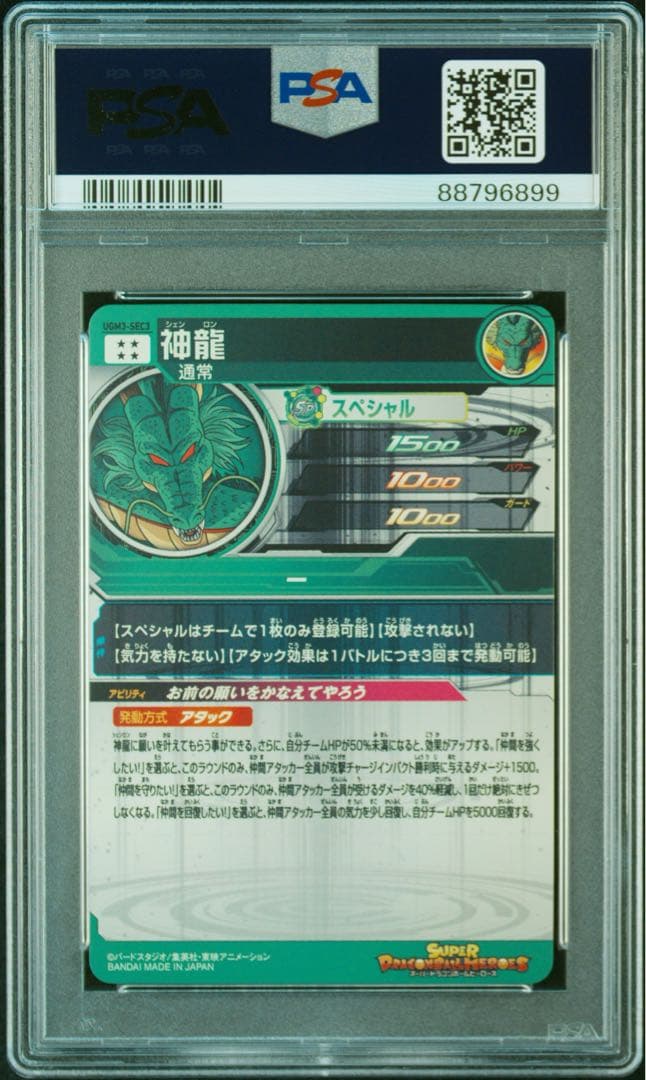 PSA PSA PSA
PSA
PSA PSA PSA
PSA
88796899
UGM3-SEC3
シェン ロン
神龍
★★
★★
通常
SP スペシャル
HP
1500
パワー
1000
ガード
1000
ー
条件
【スペシャルはチームで1枚のみ登録可能】【攻撃されない】
【気力を持たない】【アタック効果は1バトルにつき3回まで発動可能】
アビリティ お前の願いをかなえてやろう
発動方式 アタック
神龍に願いを叶えてもらう事ができる。さらに、自分チームHPが50%未満になると、効果がアップする。「仲間を強く
したい!」を選ぶと、このラウンドのみ、仲間アタッカー全員が攻撃チャージインパクト勝利時に与えるダメージ+1500。
「仲間を守りたい!」を選ぶと、このラウンドのみ、仲間アタッカー全員が受けるダメージを40%軽減し、1回だけ絶対にきぜつ
しなくなる。「仲間を回復したい!」を選ぶと、仲間アタッカー全員の気力を少し回復し、自分チームHPを5000回復する。
©バードスタジオ/集英社・東映アニメーション
BANDAI MADE IN JAPAN
SUPER
DRAGONBALL HEROES
スーパードラゴンボールヒーローズ
PSA